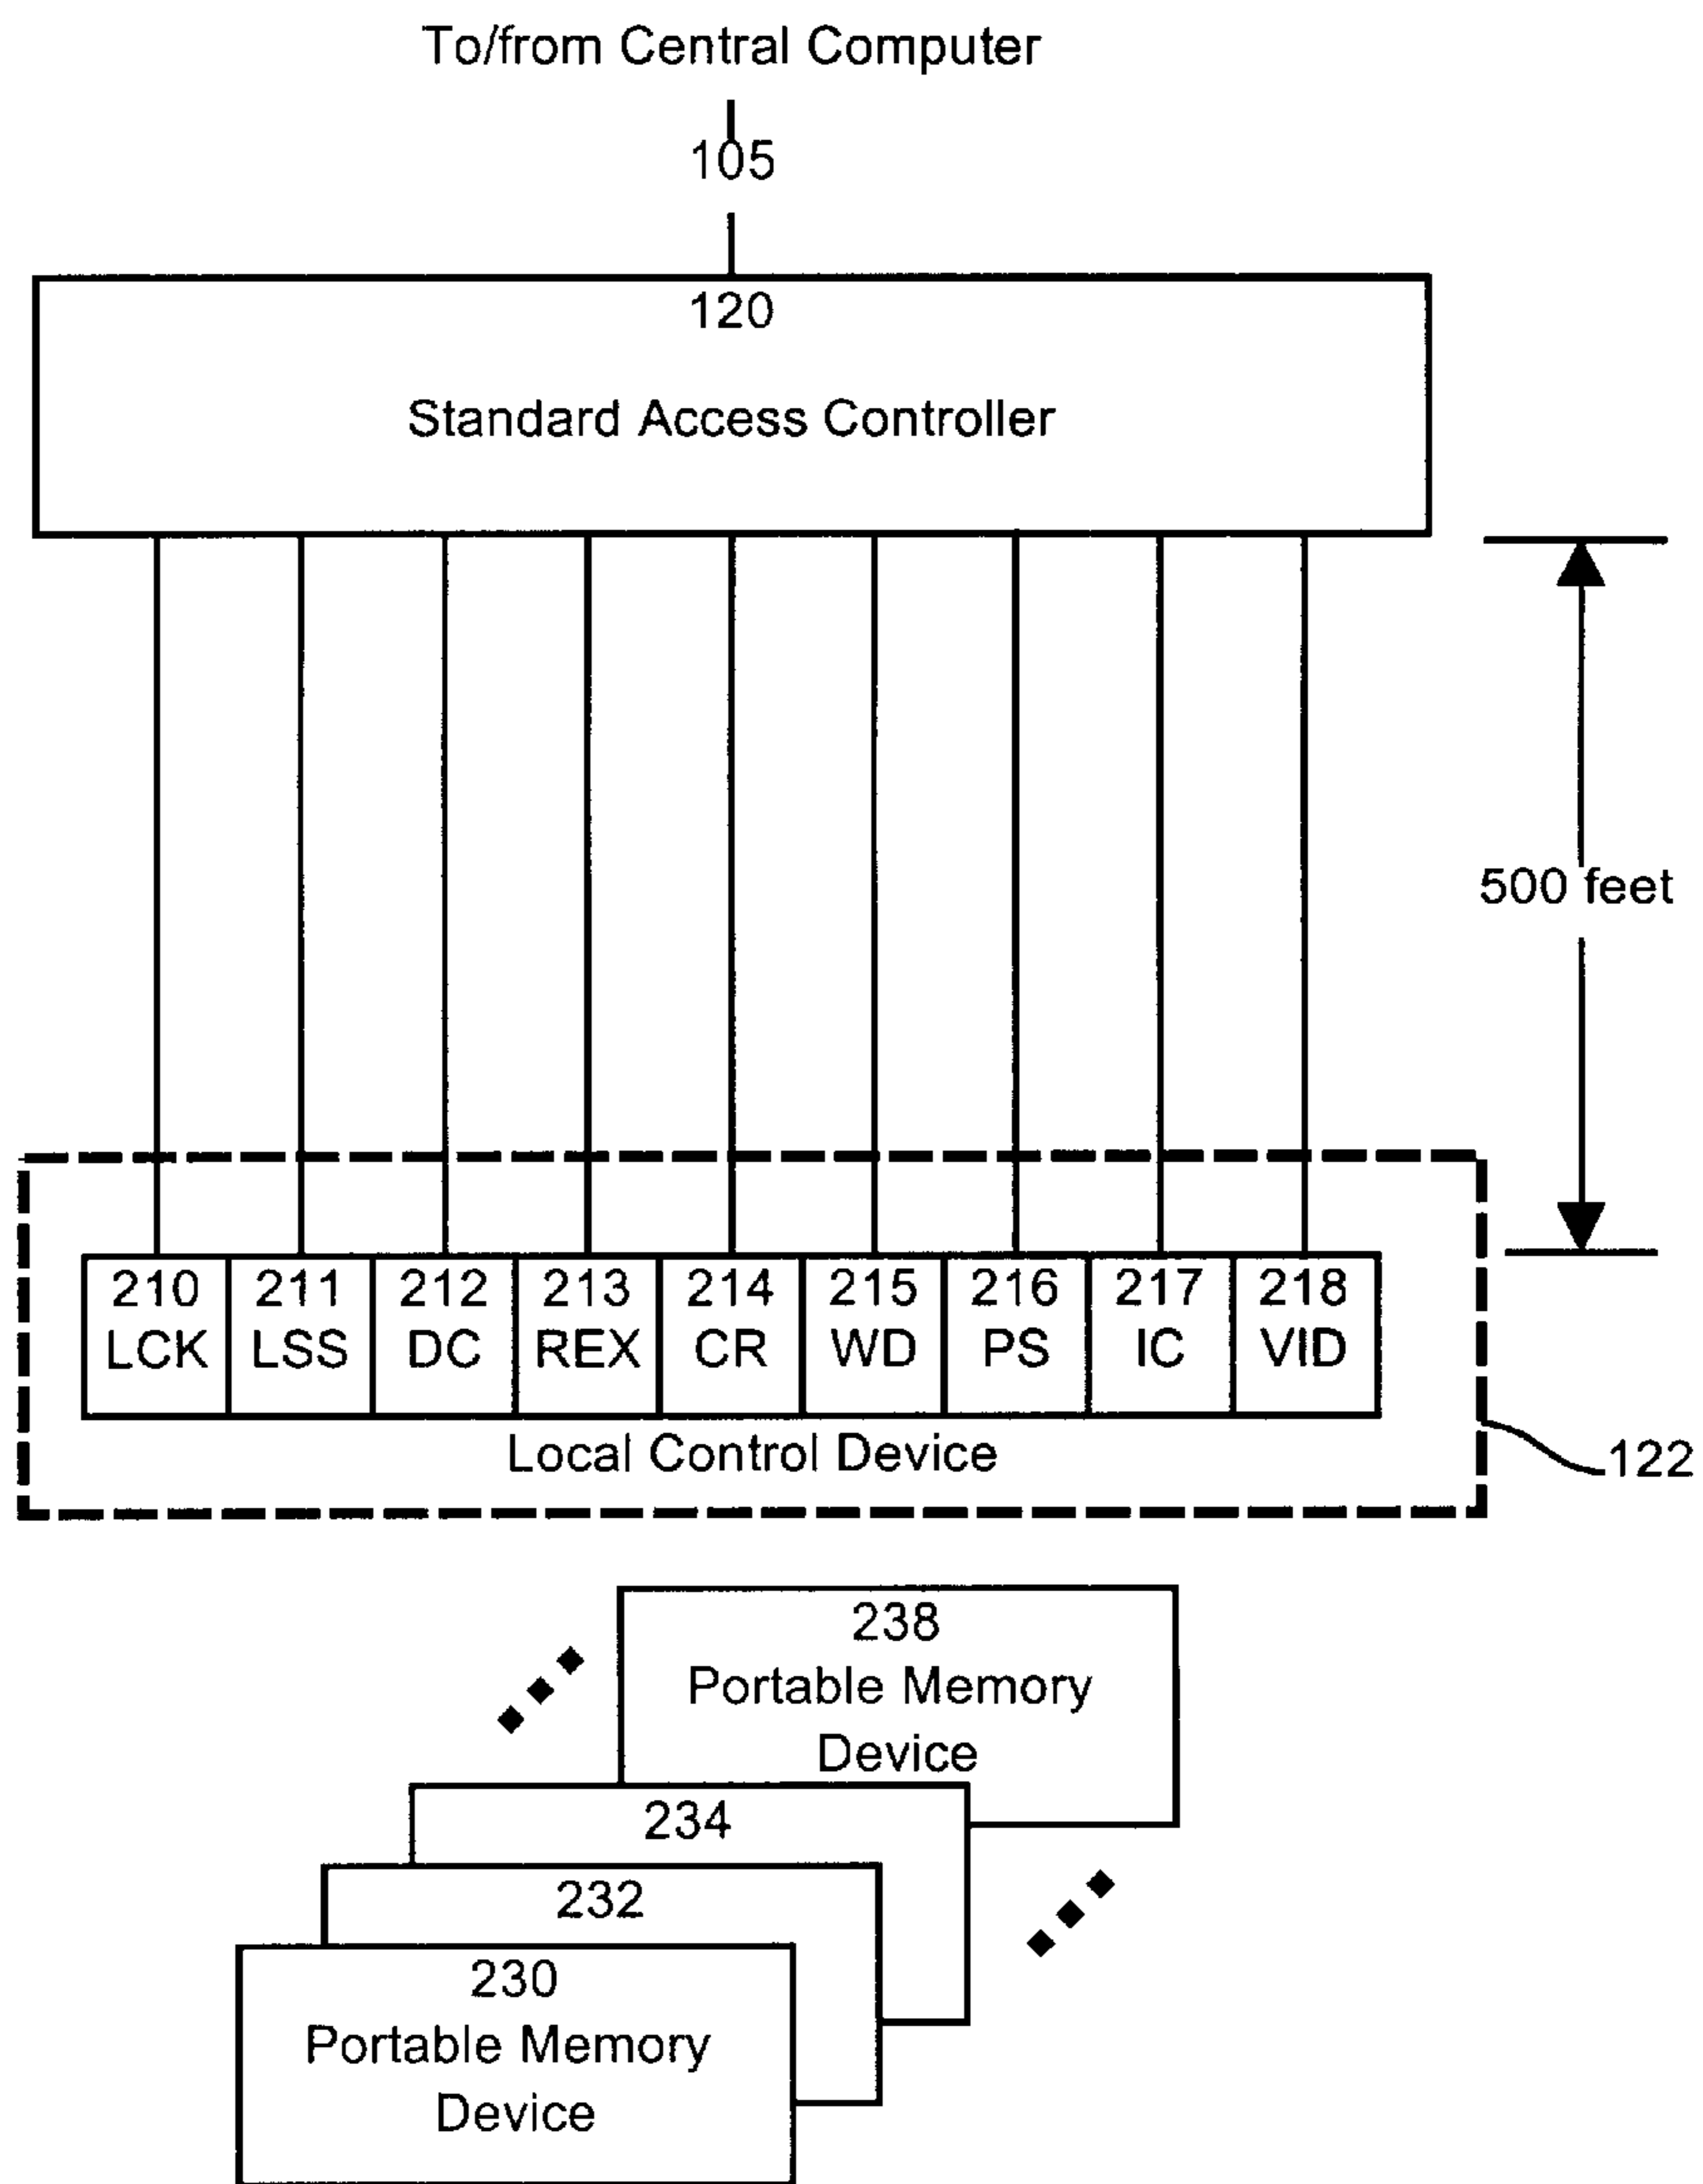 To/from Central Computer
105
120
Standard Access Controller
500 feet
210 211 212 213 214 215 216 217 218
LCK LSS DC REX CR WD PS IC VID
Local Control Device
122
238
Portable Memory
Device
234
232
230
Portable Memory
Device